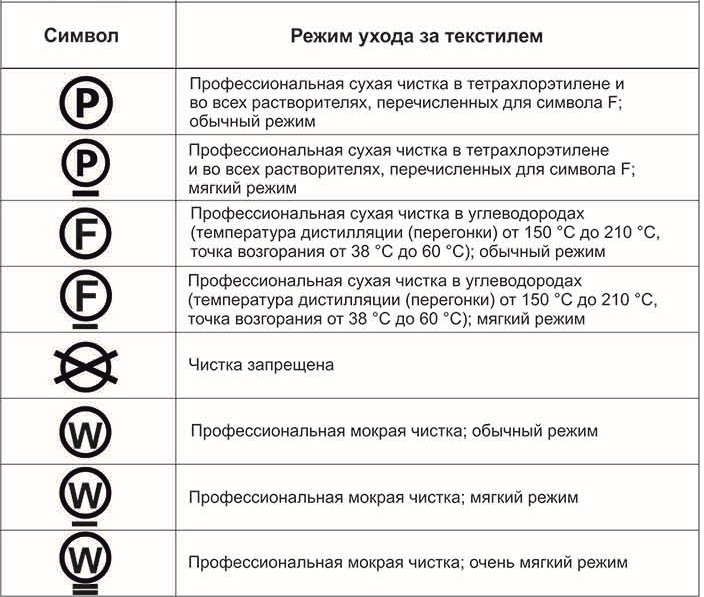 Символ
Режим ухода за текстилем
P
Профессиональная сухая чистка в тетрахлорэтилене и
во всех растворителях, перечисленных для символа F;
обычный режим
P
Профессиональная сухая чистка в тетрахлорэтилене
и во всех растворителях, перечисленных для символа F;
мягкий режим
F
Профессиональная сухая чистка в углеводородах
(температура дистилляции (перегонки) от 150 °С до 210 °С,
точка возгорания от 38 °С до 60 °С); обычный режим
F
Профессиональная сухая чистка в углеводородах
(температура дистилляции (перегонки) от 150 °С до 210 °С,
точка возгорания от 38 °С до 60 °С); мягкий режим
Чистка запрещена
W
Профессиональная мокрая чистка; обычный режим
W
Профессиональная мокрая чистка; мягкий режим
W
Профессиональная мокрая чистка; очень мягкий режим